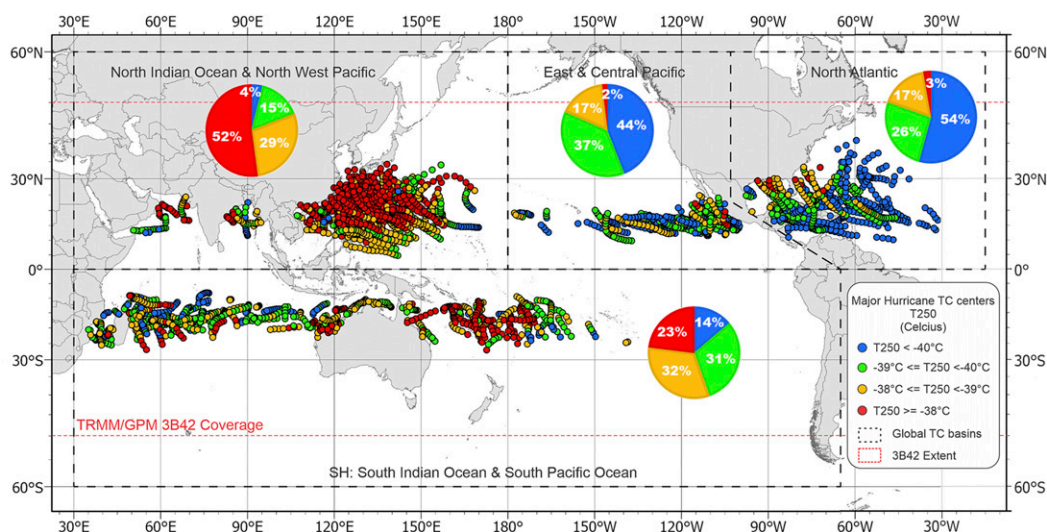 30°E 60°E 90°E 120°E 150°E 180° 150°W 120°W 90°W 60°W 30°W
60°N 60°N
North Indian Ocean & North West Pacific East & Central Pacific North Atlantic
4% 15% 29% 52%
2% 17% 44% 37%
3% 17% 54% 26%
30°N 30°N
0° 0°
Major Hurricane TC centers
T250
(Celcius)
T250 < -40°C
-39°C <= T250 <-40°C
-38°C <= T250 <-39°C
T250 >= -38°C
Global TC basins
3B42 Extent
14% 23% 31% 32%
30°S 30°S
TRMM/GPM 3B42 Coverage
SH: South Indian Ocean & South Pacific Ocean
60°S 60°S
30°E 60°E 90°E 120°E 150°E 180° 150°W 120°W 90°W 60°W 30°W